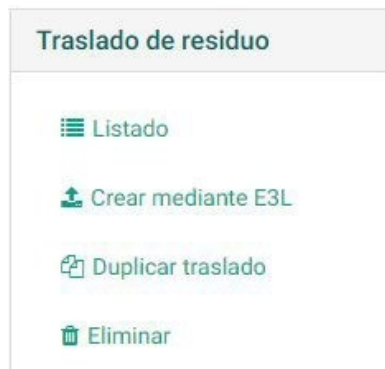 Traslado de residuo
Listado
Crear mediante E3L
Duplicar traslado
Eliminar